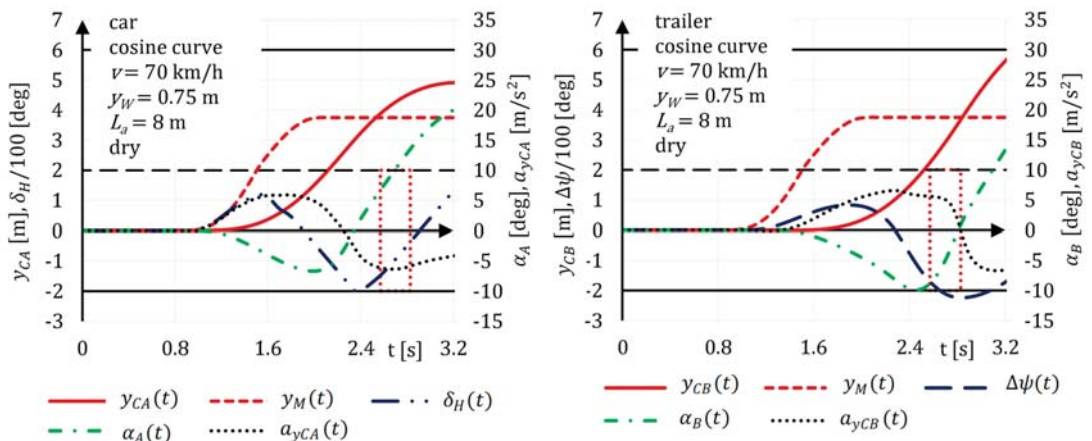 car
cosine curve
v = 70 km/h
y_W = 0.75 m
L_a = 8 m
dry
7
6
5
4
3
2
1
0
-1
-2
-3
35
30
25
20
15
10
5
0
-5
-10
-15
y_CA [m], δ_H/100 [deg]
α_A [deg], a_yCA [m/s²]
0 0.8 1.6 2.4 t [s] 3.2
y_CA(t) y_M(t) δ_H(t)
α_A(t) a_yCA(t)
trailer
cosine curve
v = 70 km/h
y_W = 0.75 m
L_a = 8 m
dry
7
6
5
4
3
2
1
0
-1
-2
-3
35
30
25
20
15
10
5
0
-5
-10
-15
y_CB [m], Δψ/100 [deg]
α_B [deg], a_yCB [m/s²]
0 0.8 1.6 2.4 t [s] 3.2
y_CB(t) y_M(t) Δψ(t)
α_B(t) a_yCB(t)